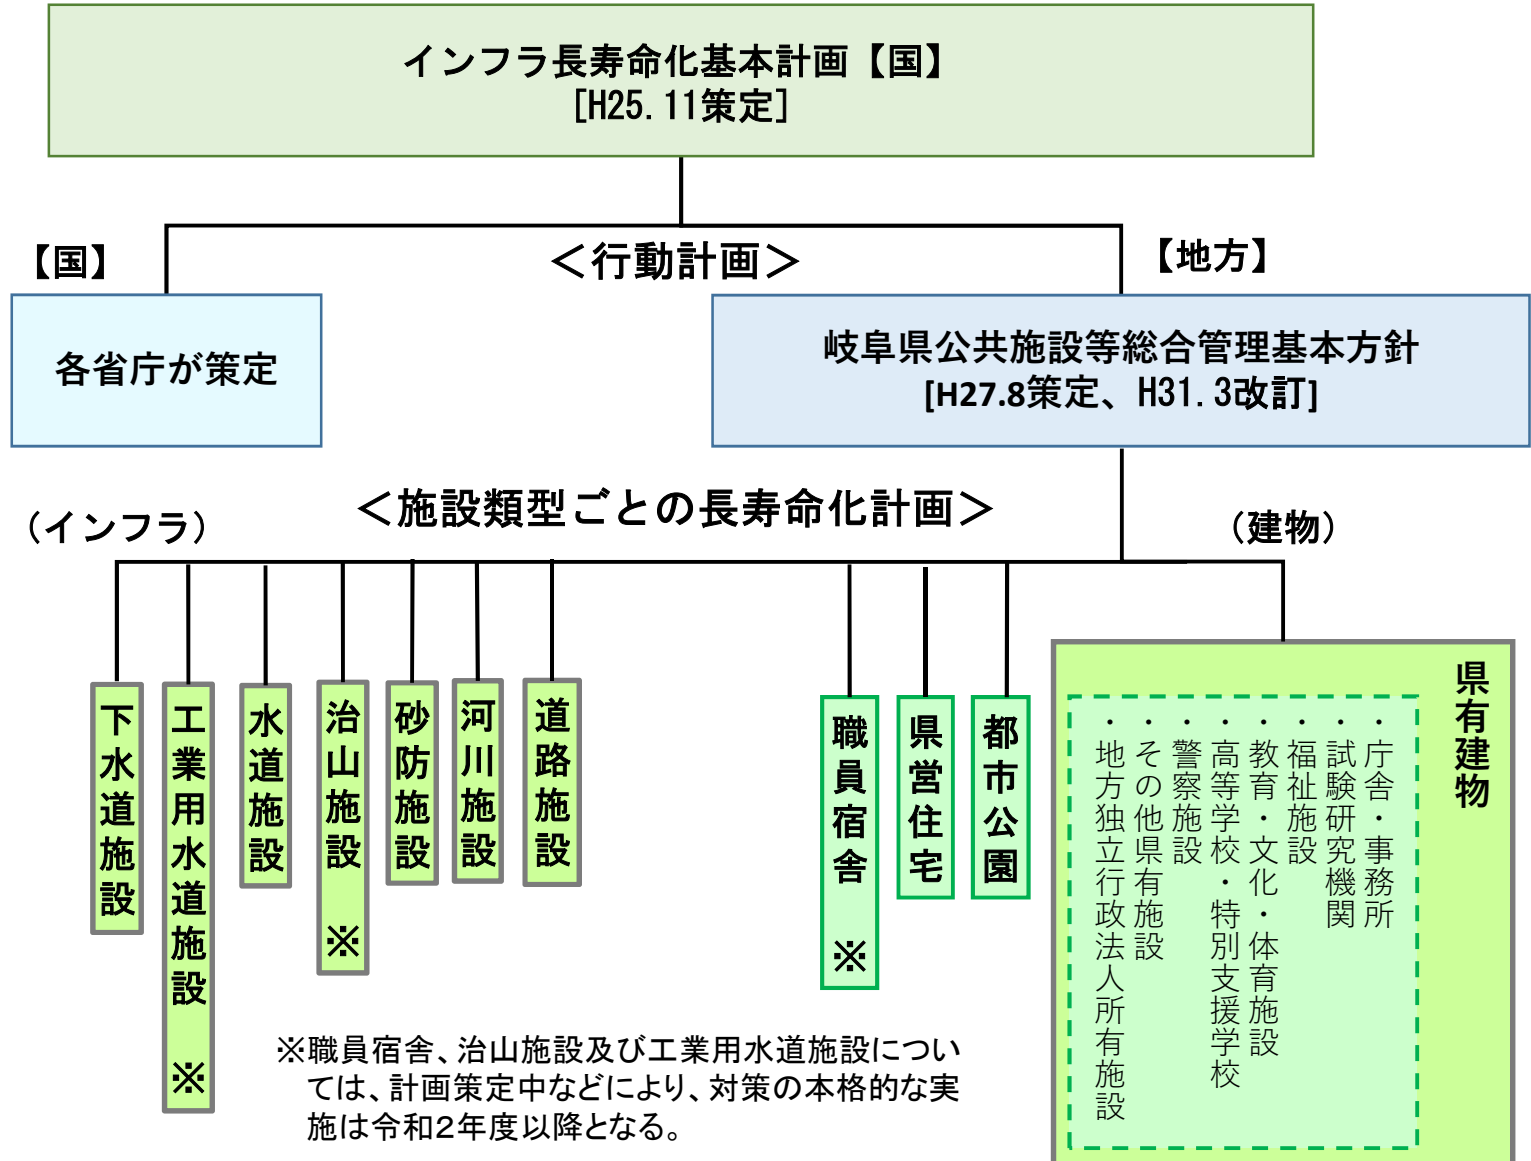 インフラ長寿命化基本計画【国】
[H25.11策定]
【国】
＜行動計画＞
【地方】
各省庁が策定
岐阜県公共施設等総合管理基本方針
[H27.8策定、H31.3改訂]
（インフラ）
＜施設類型ごとの長寿命化計画＞
（建物）
下水道施設
工業用水道施設　※
水道施設
治山施設　※
砂防施設
河川施設
道路施設
職員宿舎　※
県営住宅
都市公園
県有建物
・庁舎・事務所
・試験研究機関
・福祉施設
・教育・文化・体育施設
・高等学校・特別支援学校
・警察施設
・その他県有施設
・地方独立行政法人所有施設
※職員宿舎、治山施設及び工業用水道施設につい
ては、計画策定中などにより、対策の本格的な実
施は令和２年度以降となる。